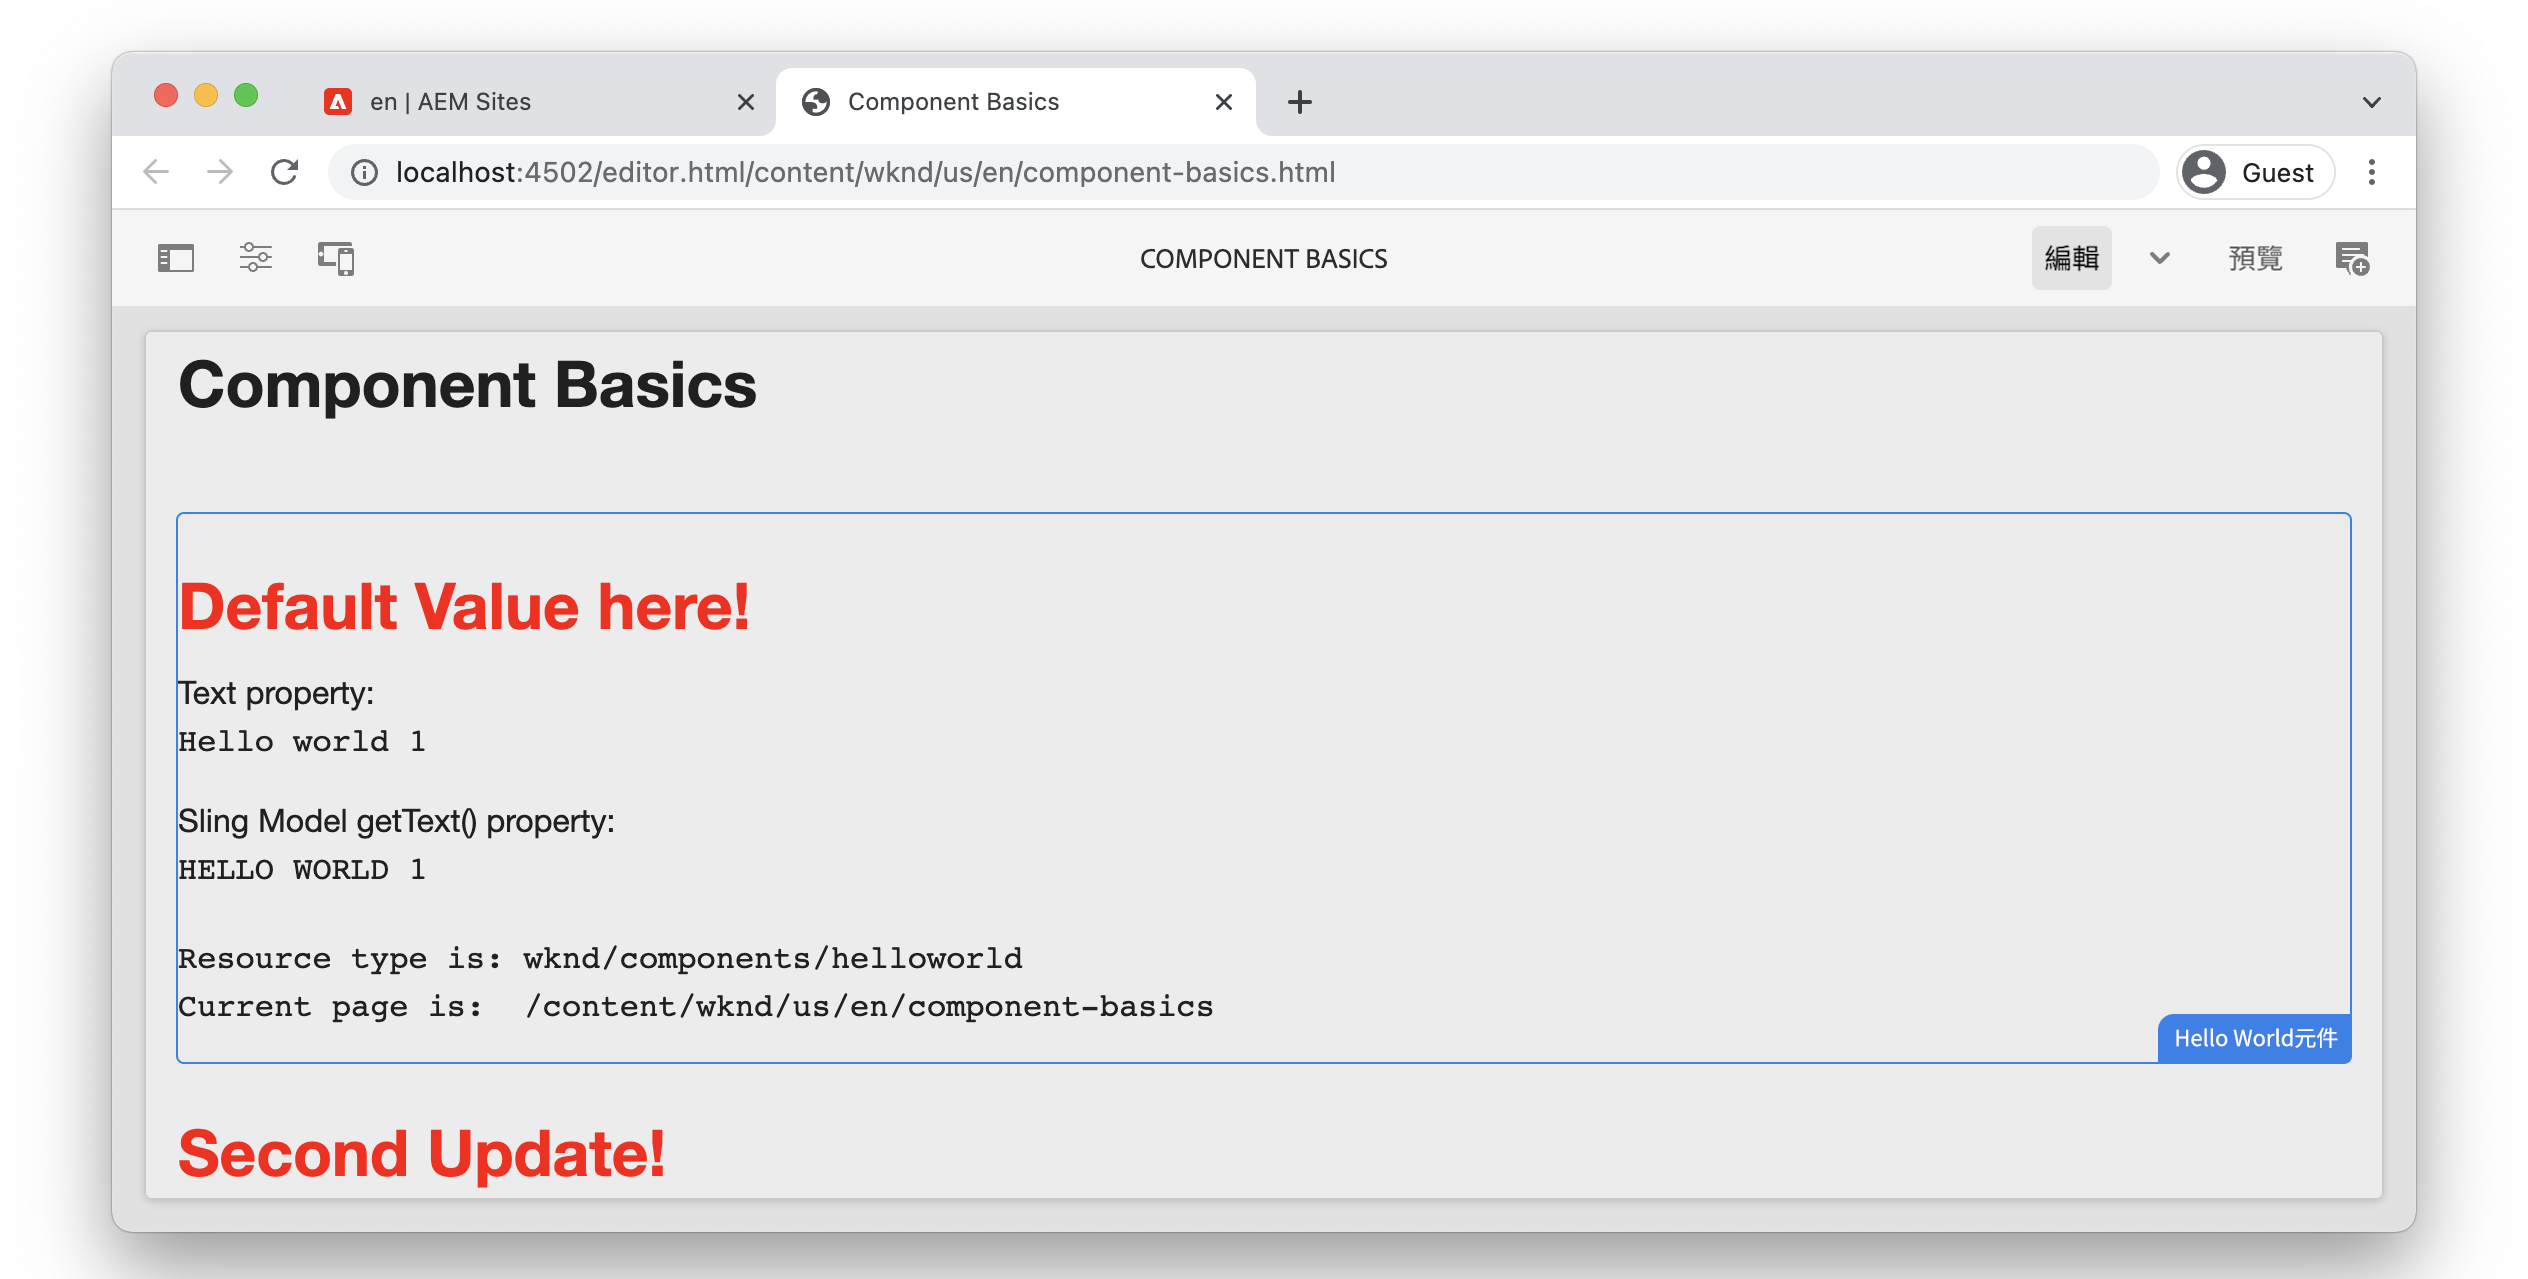 en | AEM Sites
Component Basics
localhost:4502/editor.html/content/wknd/us/en/component-basics.html
Guest
COMPONENT BASICS
編輯
預覽
Component Basics
Default Value here!
Text property:
Hello world 1
Sling Model getText() property:
HELLO WORLD 1
Resource type is: wknd/components/helloworld
Current page is:  /content/wknd/us/en/component-basics
Hello World元件
Second Update!